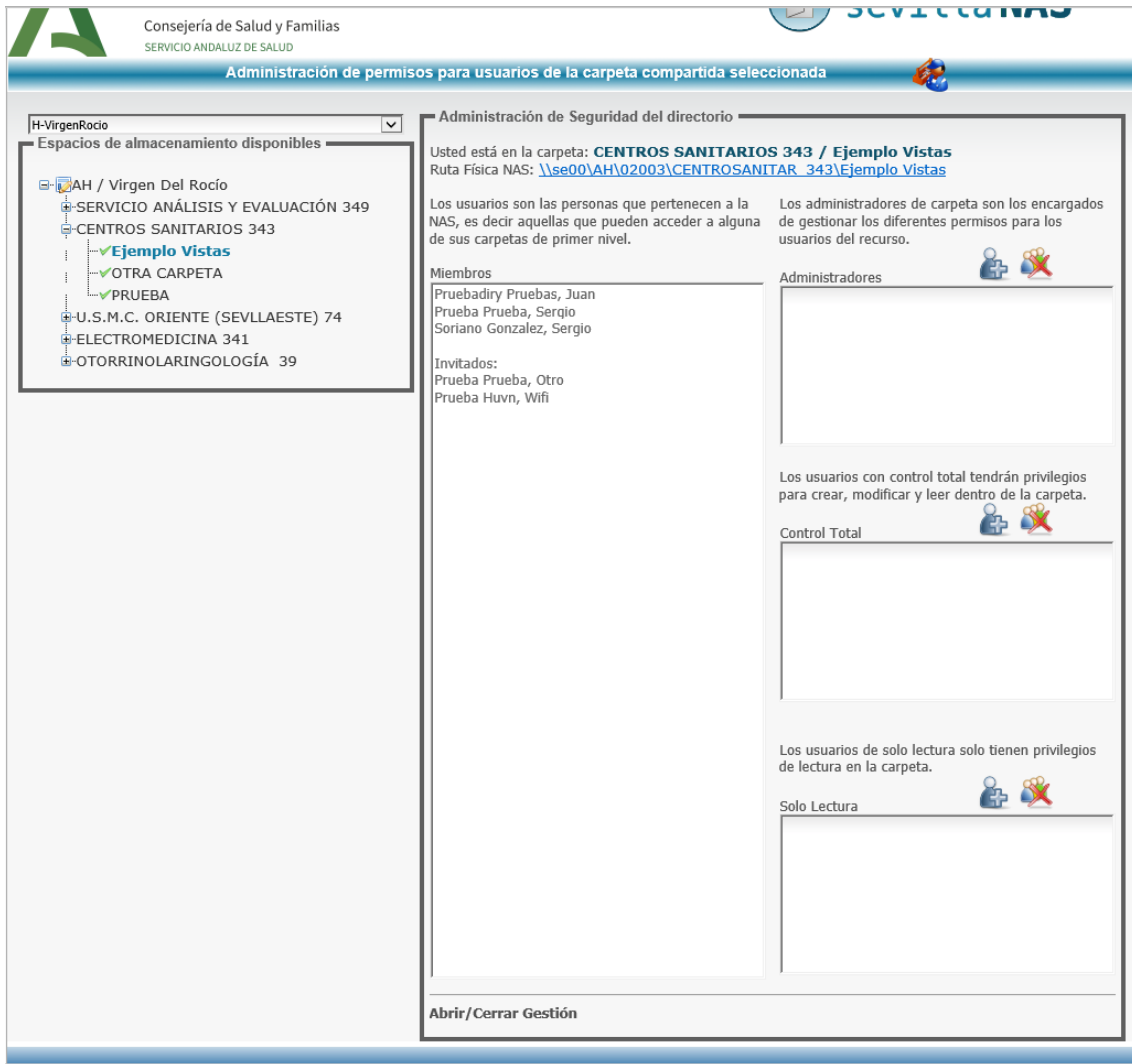 Consejería de Salud y Familias
SERVICIO ANDALUZ DE SALUD
sevillaNAS
Administración de permisos para usuarios de la carpeta compartida seleccionada
H-VirgenRocio
Espacios de almacenamiento disponibles
AH / Virgen Del Rocío
SERVICIO ANÁLISIS Y EVALUACIÓN 349
CENTROS SANITARIOS 343
Ejemplo Vistas
OTRA CARPETA
PRUEBA
U.S.M.C. ORIENTE (SEVLLAESTE) 74
ELECTROMEDICINA 341
OTORRINOLARINGOLOGÍA 39
Administración de Seguridad del directorio
Usted está en la carpeta: CENTROS SANITARIOS 343 / Ejemplo Vistas
Ruta Física NAS: \\se00\AH\02003\CENTROSANITAR_343\Ejemplo Vistas
Los usuarios son las personas que pertenecen a la
NAS, es decir aquellas que pueden acceder a alguna
de sus carpetas de primer nivel.
Miembros
Pruebadiry Pruebas, Juan
Prueba Prueba, Sergio
Soriano Gonzalez, Sergio
Invitados:
Prueba Prueba, Otro
Prueba Huvn, Wifi
Los administradores de carpeta son los encargados
de gestionar los diferentes permisos para los
usuarios del recurso.
Administradores
Los usuarios con control total tendrán privilegios
para crear, modificar y leer dentro de la carpeta.
Control Total
Los usuarios de solo lectura solo tienen privilegios
de lectura en la carpeta.
Solo Lectura
Abrir/Cerrar Gestión